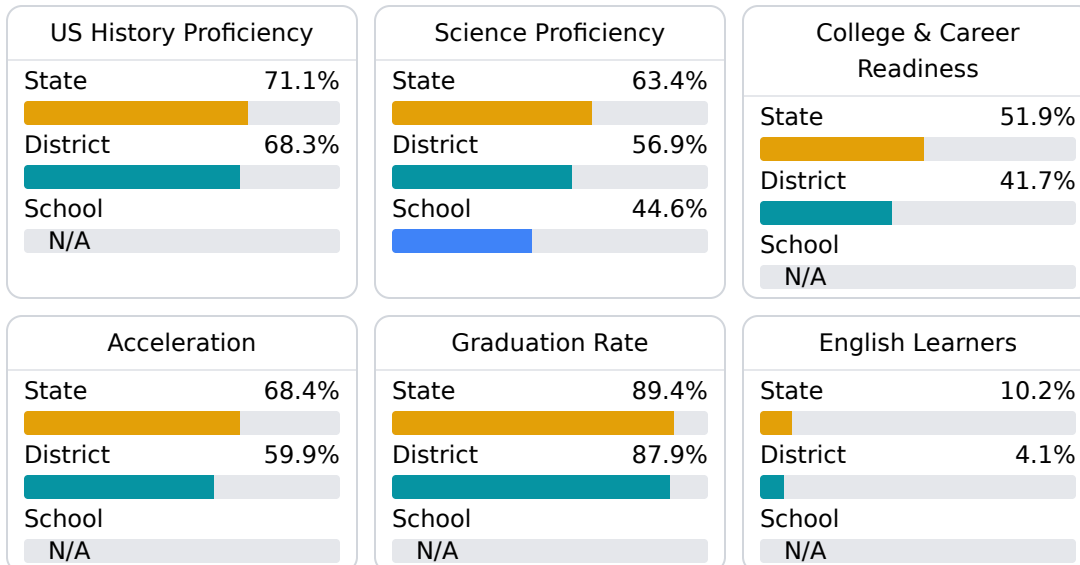 US History Proficiency
State 71.1%
District 68.3%
School
N/A
Science Proficiency
State 63.4%
District 56.9%
School 44.6%
College & Career
Readiness
State 51.9%
District 41.7%
School
N/A
Acceleration
State 68.4%
District 59.9%
School
N/A
Graduation Rate
State 89.4%
District 87.9%
School
N/A
English Learners
State 10.2%
District 4.1%
School
N/A